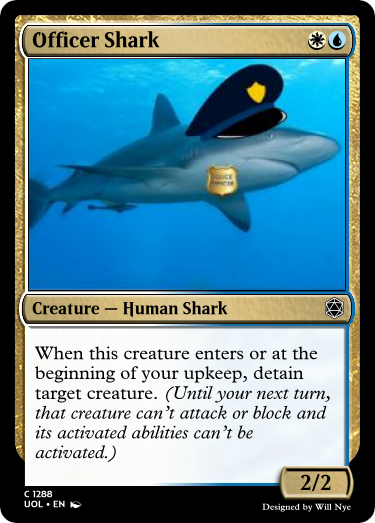 Officer Shark
POLICE
OFFICER
Creature — Human Shark
When this creature enters or at the
beginning of your upkeep, detain
target creature. (Until your next turn,
that creature can't attack or block and
its activated abilities can't be
activated.)
2/2
C 1288
UOL • EN
Designed by Will Nye